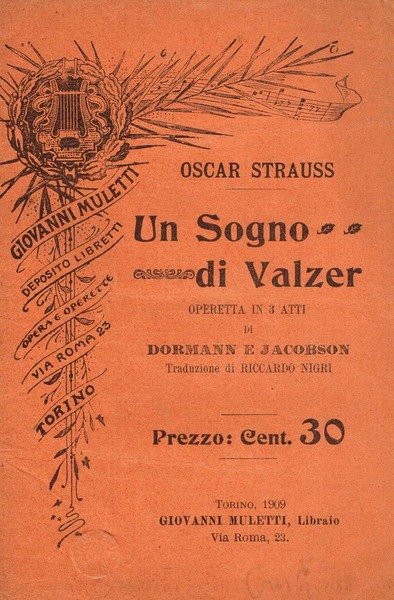 GIOVANNI MULETTI
DEPOSITO LIBRETTI
OPERA E OPERETTE
VIA ROMA 23
TORINO
OSCAR STRAUSS
Un Sogno
di Valzer
OPERETTA IN 3 ATTI
DI
DORMANN E JACOBSON
Traduzione di RICCARDO NIGRI
Prezzo: Cent. 30
TORINO, 1909
GIOVANNI MULETTI, Libraio
Via Roma, 23.